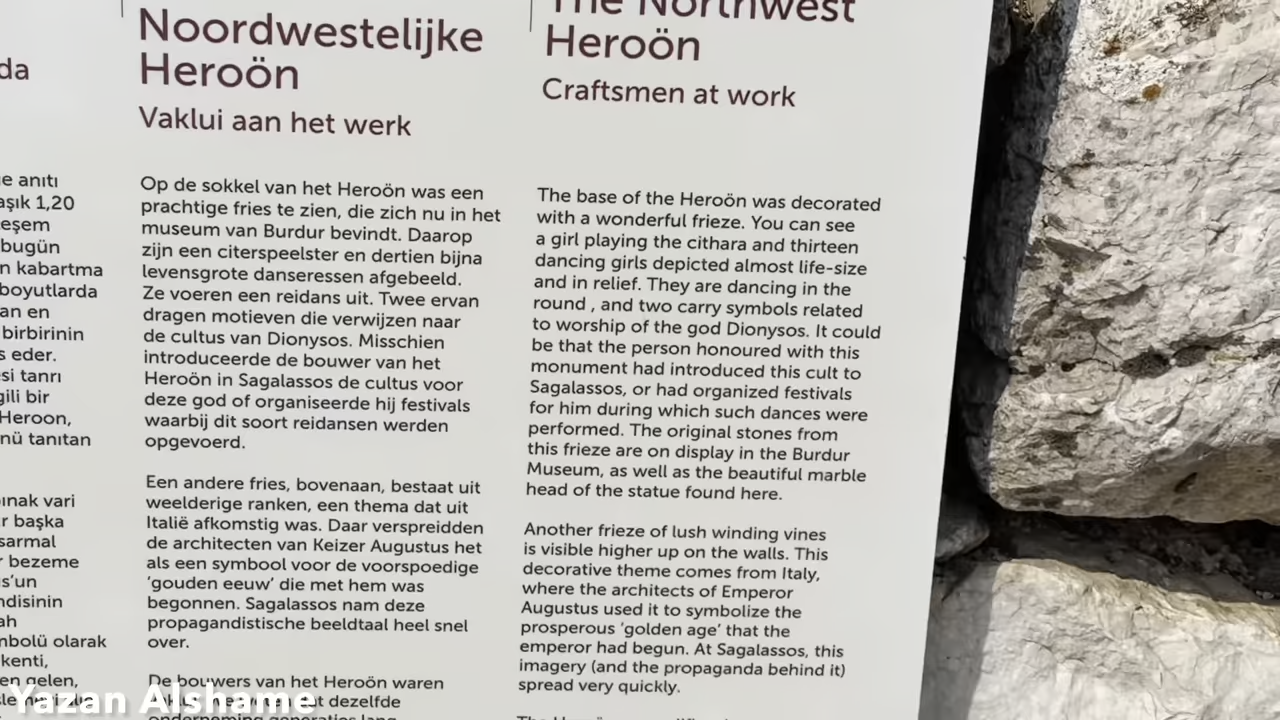 da
e anıtı
aşık 1,20
eşem
bugün
n kabartma
boyutlarda
an en
birbirinin
s eder.
si tanrı
gili bir
Heroon,
nü tanıtan
ınak vari
r başka
sarmal
r bezeme
s'un
ndisinin
ah
mbolü olarak
kenti,
en gelen,
Noordwestelijke
Heroön
Vaklui aan het werk
Op de sokkel van het Heroön was een
prachtige fries te zien, die zich nu in het
museum van Burdur bevindt. Daarop
zijn een citerspeelster en dertien bijna
levensgrote danseressen afgebeeld.
Ze voeren een reidans uit. Twee ervan
dragen motieven die verwijzen naar
de cultus van Dionysos. Misschien
introduceerde de bouwer van het
Heroön in Sagalassos de cultus voor
deze god of organiseerde hij festivals
waarbij dit soort reidansen werden
opgevoerd.
Een andere fries, bovenaan, bestaat uit
weelderige ranken, een thema dat uit
Italië afkomstig was. Daar verspreidden
de architecten van Keizer Augustus het
als een symbool voor de voorspoedige
'gouden eeuw' die met hem was
begonnen. Sagalassos nam deze
propagandistische beeldtaal heel snel
over.
De bouwers van het Heroön waren
dezelfde
The Northwest
Heroön
Craftsmen at work
The base of the Heroön was decorated
with a wonderful frieze. You can see
a girl playing the cithara and thirteen
dancing girls depicted almost life-size
and in relief. They are dancing in the
round , and two carry symbols related
to worship of the god Dionysos. It could
be that the person honoured with this
monument had introduced this cult to
Sagalassos, or had organized festivals
for him during which such dances were
performed. The original stones from
this frieze are on display in the Burdur
Museum, as well as the beautiful marble
head of the statue found here.
Another frieze of lush winding vines
is visible higher up on the walls. This
decorative theme comes from Italy,
where the architects of Emperor
Augustus used it to symbolize the
prosperous 'golden age' that the
emperor had begun. At Sagalassos, this
imagery (and the propaganda behind it)
spread very quickly.
Yazan Alshame